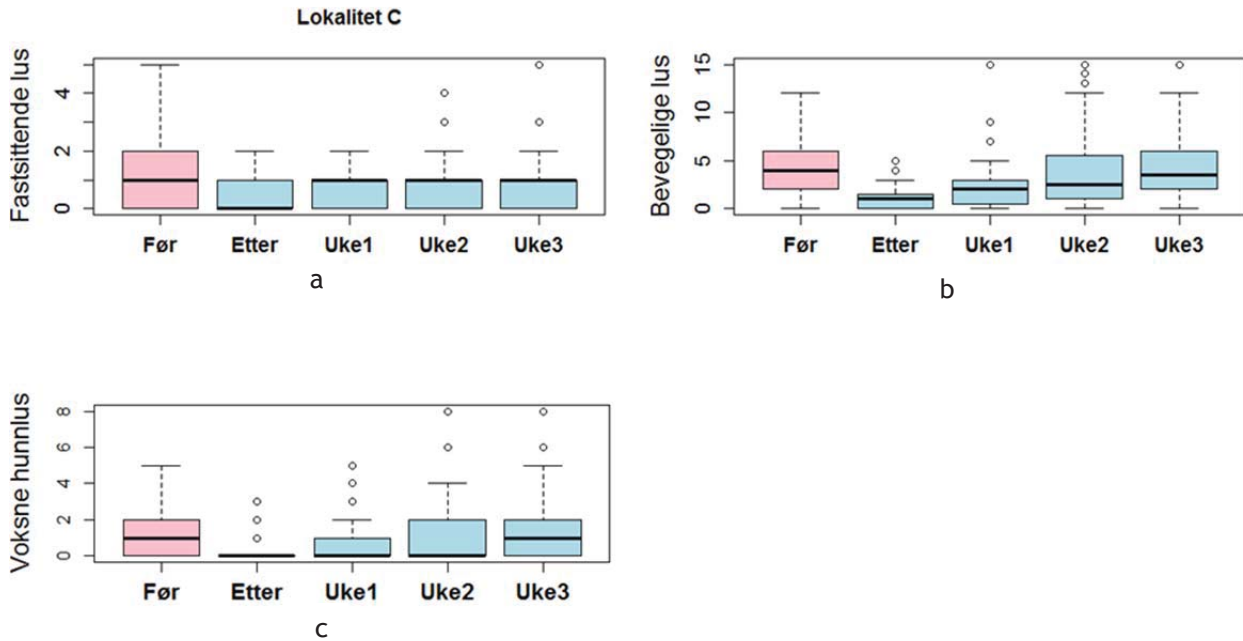 Lokalitet C
Fastsittende lus
0 2 4
Før Etter Uke1 Uke2 Uke3
a
Bevegelige lus
0 5 10 15
Før Etter Uke1 Uke2 Uke3
b
Voksne hunnlus
0 2 4 6 8
Før Etter Uke1 Uke2 Uke3
c